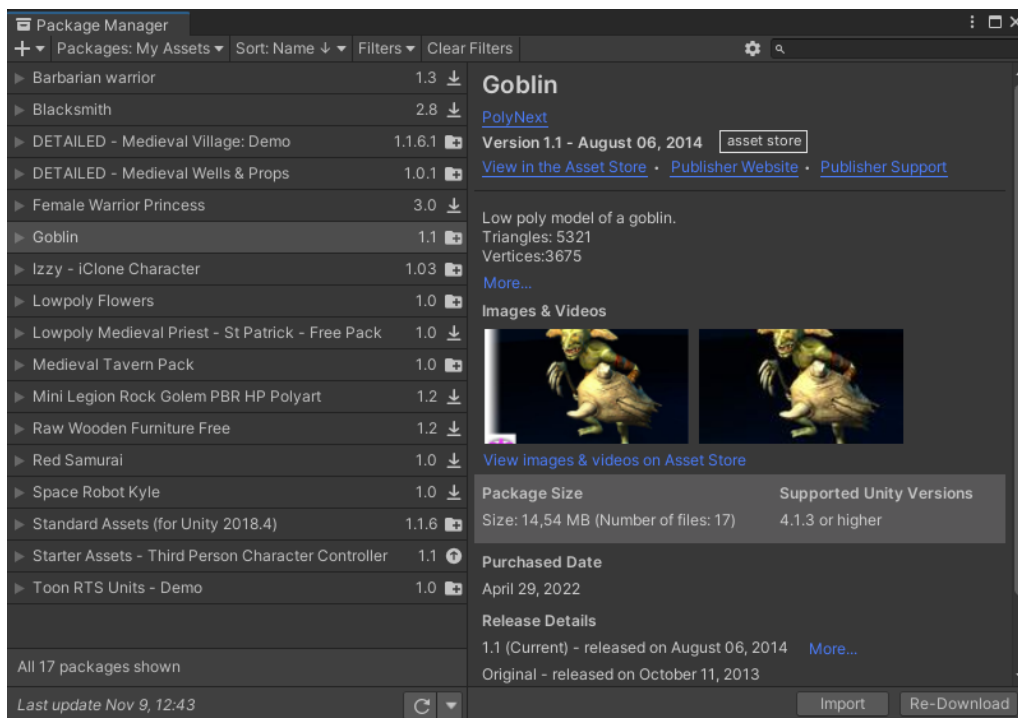 Package Manager
Packages: My Assets Sort: Name ↓ Filters Clear Filters
Barbarian warrior 1.3
Blacksmith 2.8
DETAILED - Medieval Village: Demo 1.1.6.1
DETAILED - Medieval Wells & Props 1.0.1
Female Warrior Princess 3.0
Goblin 1.1
Izzy - iClone Character 1.03
Lowpoly Flowers 1.0
Lowpoly Medieval Priest - St Patrick - Free Pack 1.0
Medieval Tavern Pack 1.0
Mini Legion Rock Golem PBR HP Polyart 1.2
Raw Wooden Furniture Free 1.2
Red Samurai 1.0
Space Robot Kyle 1.0
Standard Assets (for Unity 2018.4) 1.1.6
Starter Assets - Third Person Character Controller 1.1
Toon RTS Units - Demo 1.0
All 17 packages shown
Last update Nov 9, 12:43
Goblin
PolyNext
Version 1.1 - August 06, 2014 asset store
View in the Asset Store • Publisher Website • Publisher Support
Low poly model of a goblin.
Triangles: 5321
Vertices:3675
More...
Images & Videos
View images & videos on Asset Store
Package Size Supported Unity Versions
Size: 14,54 MB (Number of files: 17) 4.1.3 or higher
Purchased Date
April 29, 2022
Release Details
1.1 (Current) - released on August 06, 2014 More...
Original - released on October 11, 2013
Import Re-Download